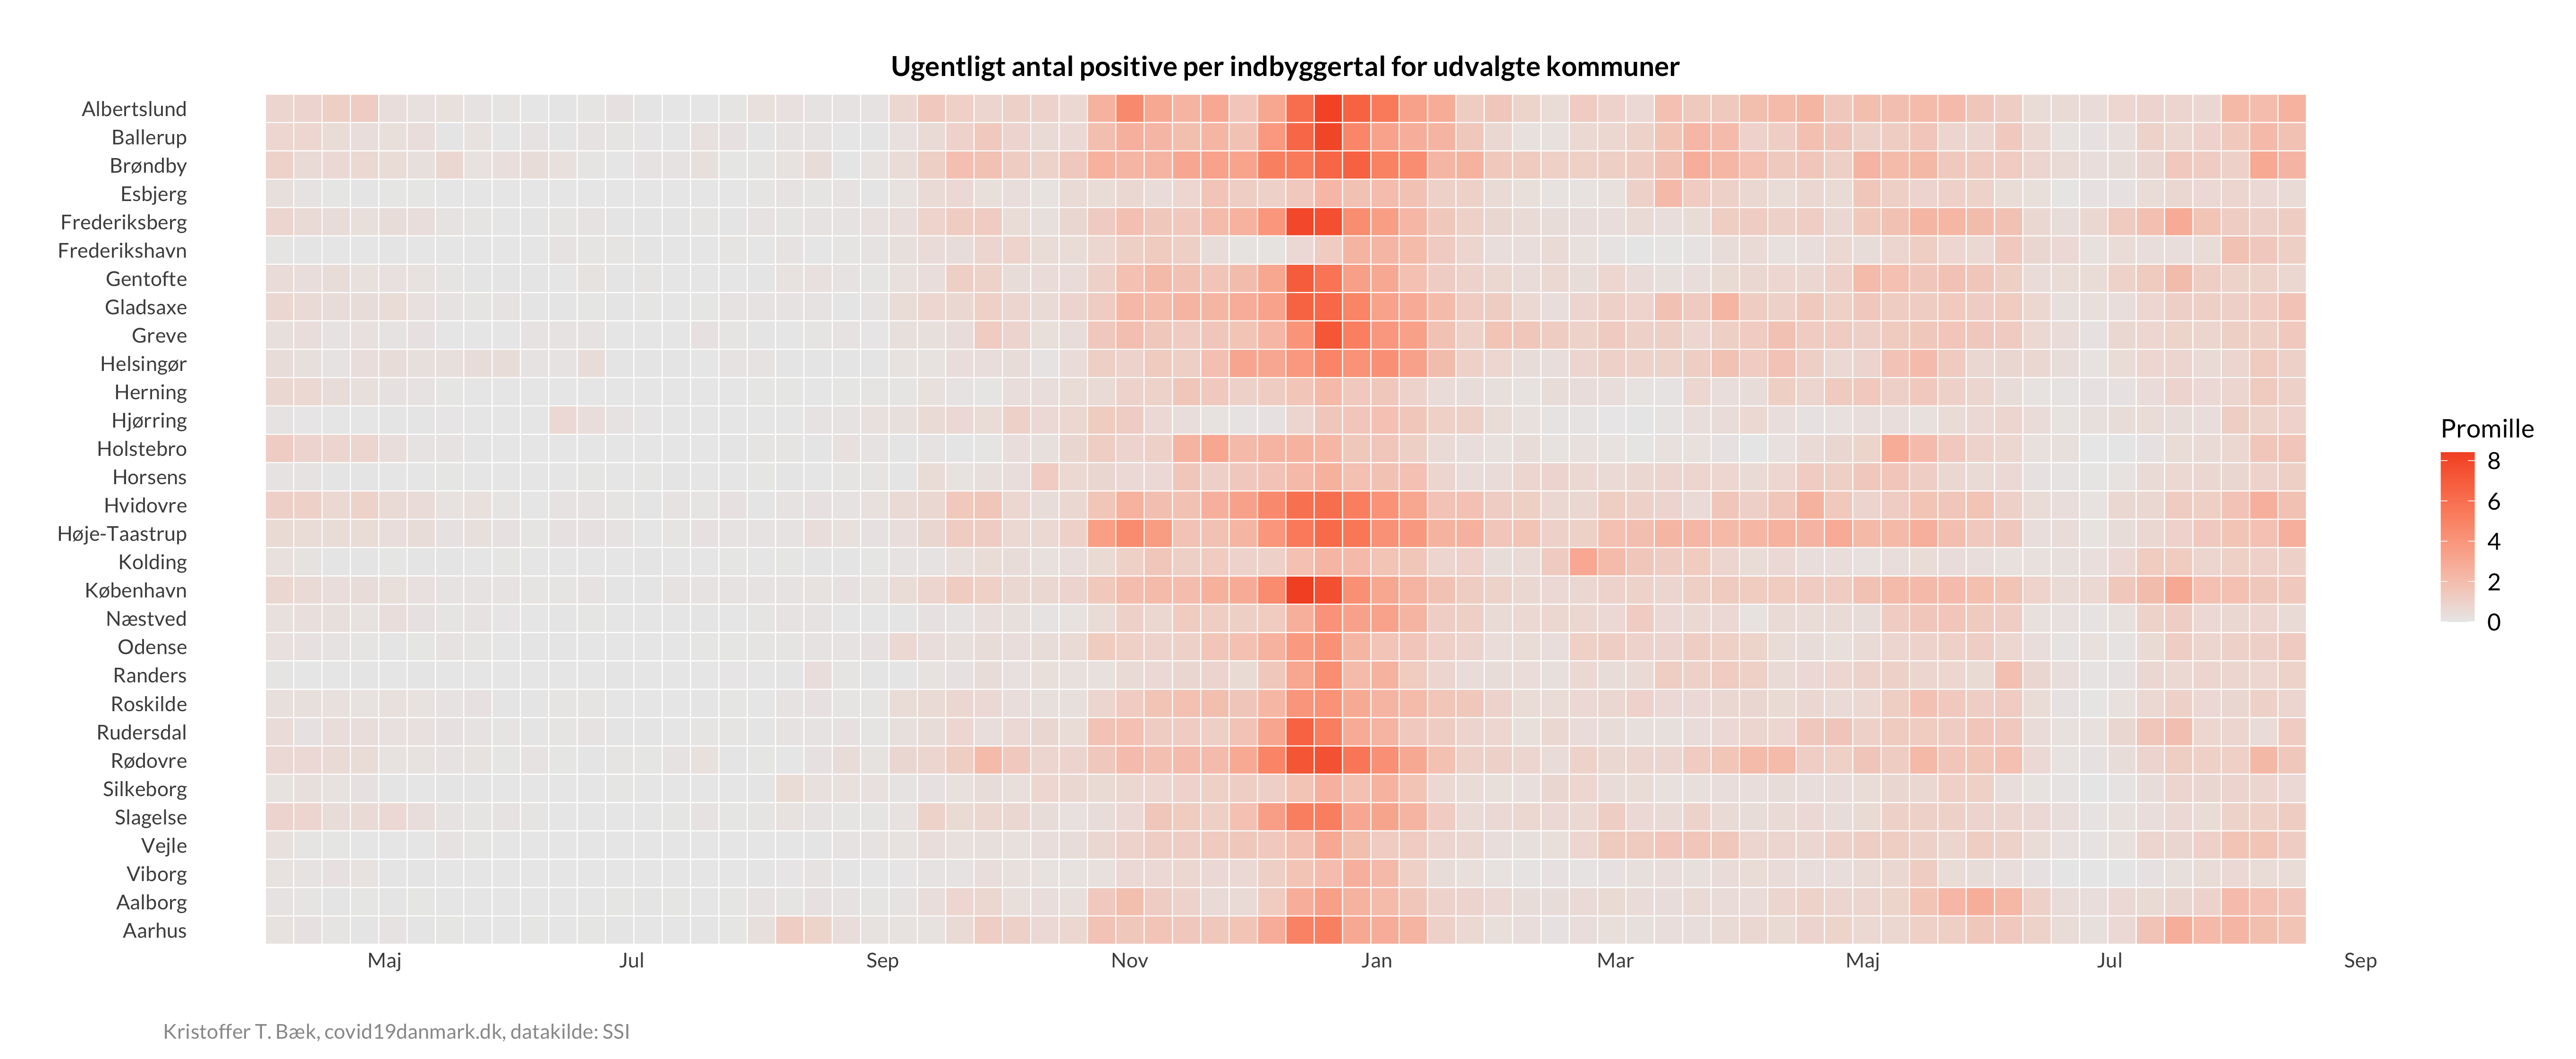 Ugentligt antal positive per indbyggertal for udvalgte kommuner
Albertslund
Ballerup
Brøndby
Esbjerg
Frederiksberg
Frederikshavn
Gentofte
Gladsaxe
Greve
Helsingør
Herning
Hjørring
Holstebro
Horsens
Hvidovre
Høje-Taastrup
Kolding
København
Næstved
Odense
Randers
Roskilde
Rudersdal
Rødovre
Silkeborg
Slagelse
Vejle
Viborg
Aalborg
Aarhus
Maj Jul Sep Nov Jan Mar Maj Jul Sep
Promille
8
6
4
2
0
Kristoffer T. Bæk, covid19danmark.dk, datakilde: SSI